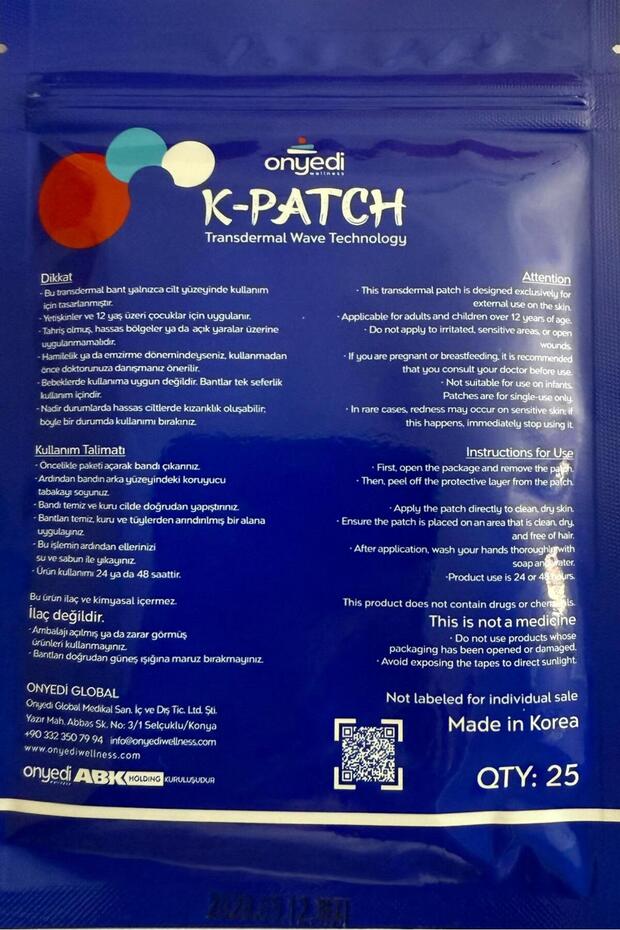 onyedi
wellness
K-PATCH
Transdermal Wave Technology
Dikkat
- Bu transdermal bant yalnızca cilt yüzeyinde kullanım
için tasarlanmıştır.
- Yetişkinler ve 12 yaş üzeri çocuklar için uygulanır.
- Tahriş olmuş, hassas bölgeler ya da açık yaralar üzerine
uygulanmamalıdır.
- Hamilelik ya da emzirme dönemindeyseniz, kullanmadan
önce doktorunuza danışmanız önerilir.
- Bebeklerde kullanıma uygun değildir. Bantlar tek seferlik
kullanım içindir.
- Nadir durumlarda hassas ciltlerde kızarıklık oluşabilir;
böyle bir durumda kullanımı bırakınız.
Attention
· This transdermal patch is designed exclusively for
external use on the skin.
· Applicable for adults and children over 12 years of age.
· Do not apply to irritated, sensitive areas, or open
wounds.
· If you are pregnant or breastfeeding, it is recommended
that you consult your doctor before use.
· Not suitable for use on infants.
Patches are for single-use only.
· In rare cases, redness may occur on sensitive skin; if
this happens, immediately stop using it.
Kullanım Talimatı
- Öncelikle paketi açarak bandı çıkarınız.
- Ardından bandın arka yüzeyindeki koruyucu
tabakayı soyunuz.
- Bandı temiz ve kuru cilde doğrudan yapıştırınız.
- Bantları temiz, kuru ve tüylerden arındırılmış bir alana
uygulayınız.
- Bu işlemin ardından ellerinizi
su ve sabun ile yıkayınız.
- Ürün kullanımı 24 ya da 48 saattir.
Instructions for Use
· First, open the package and remove the patch.
· Then, peel off the protective layer from the patch.
· Apply the patch directly to clean, dry skin.
· Ensure the patch is placed on an area that is clean, dry,
and free of hair.
· After application, wash your hands thoroughly with
soap and water.
·Product use is 24 or 48 hours.
Bu ürün ilaç ve kimyasal içermez.
İlaç değildir.
- Ambalajı açılmış ya da zarar görmüş
ürünleri kullanmayınız.
- Bantları doğrudan güneş ışığına maruz bırakmayınız.
This product does not contain drugs or chemicals.
This is not a medicine
· Do not use products whose
packaging has been opened or damaged.
· Avoid exposing the tapes to direct sunlight.
ONYEDİ GLOBAL
Onyedi Global Medikal San. İç ve Dış Tic. Ltd. Şti.
Yazır Mah. Abbas Sk. No: 3/1 Selçuklu/Konya
+90 332 350 79 94 info@onyediwellness.com
www.onyediwellness.com
onyedi wellness ABK HOLDING KURULUŞUDUR
Not labeled for individual sale
Made in Korea
QTY: 25